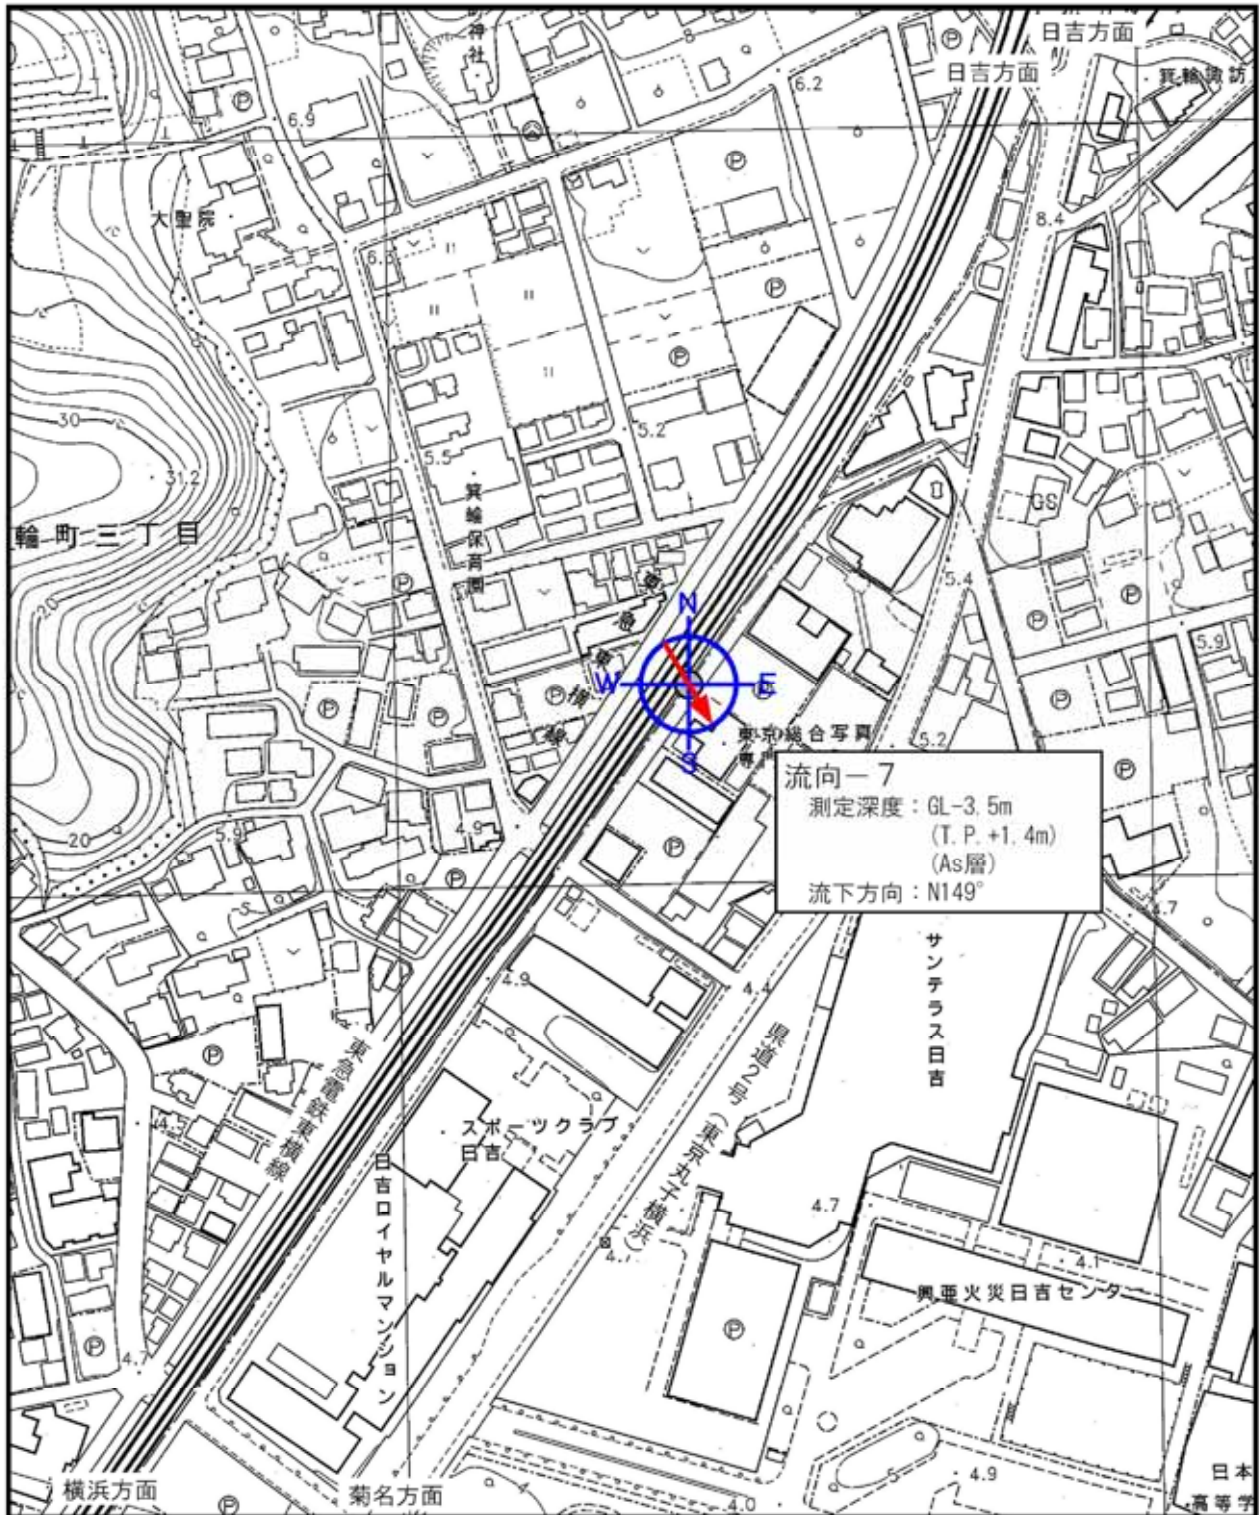 日吉方面
日吉方面
神社
箕輪諏訪
6.2
6.9
大聖院
8.4
6.3
5.2
5.5
30
31.2
箕輪保育園
GS
輪町三丁目
5.4
20
N
W
E
S
東急東横線
5.9
5.2
東京総合写真
流向－7
測定深度：GL-3.5m
(T.P.+1.4m)
(As層)
流下方向：N149°
20
5.9
4.9
4.7
サンテラス日吉
4.9
4.4
県道2号（東京丸子横浜）
東急電鉄東横線
スポーツクラブ
日吉
日吉ロイヤルマンション
4.7
4.1
興亜火災日吉センター
4.7
横浜方面
菊名方面
4.9
4.0
日本
高等学